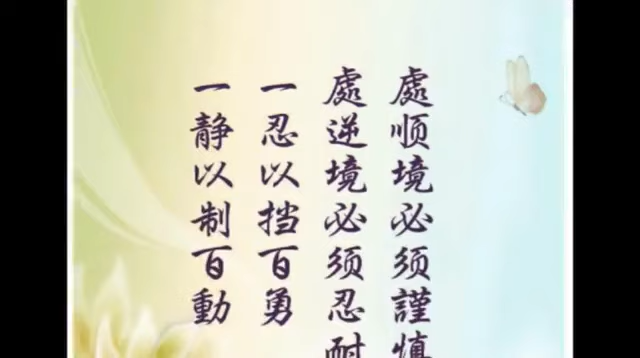 處顺境必须謹慎
處逆境必须忍耐
一忍以挡百勇
一静以制百動